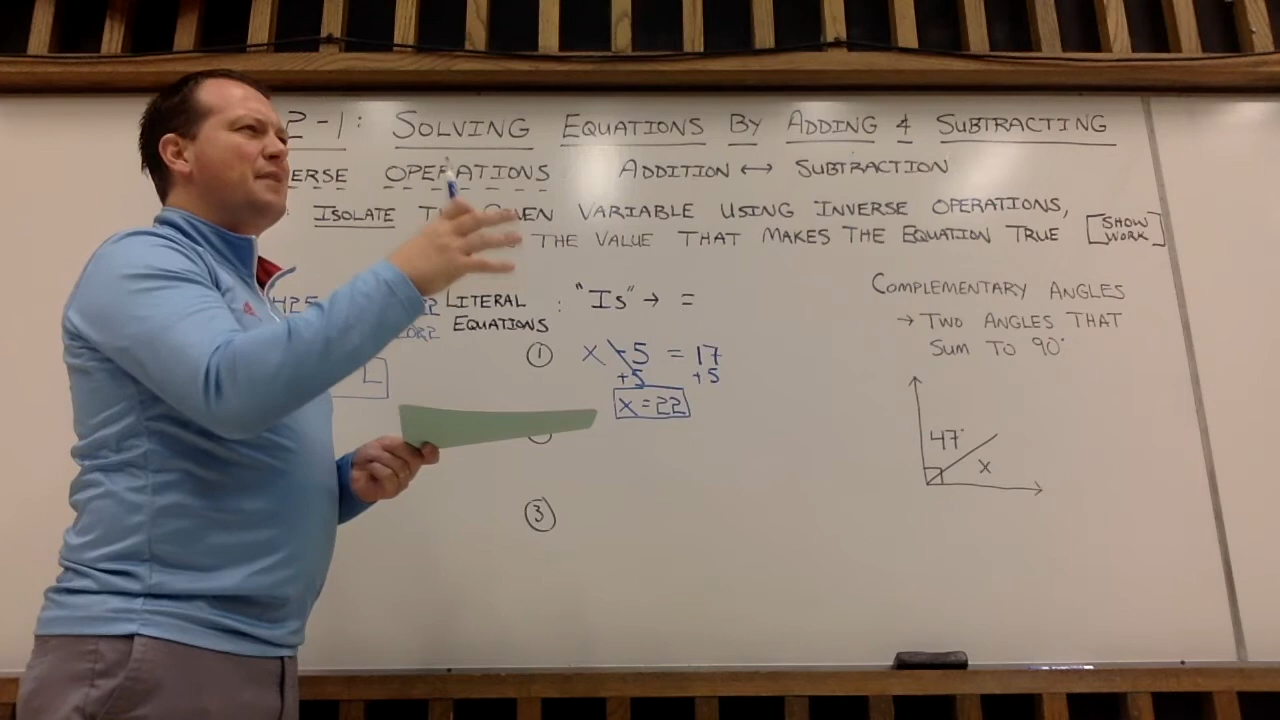 2-1: SOLVING EQUATIONS BY ADDING & SUBTRACTING
ERSE OPERATIONS ADDITION ↔ SUBTRACTION
: ISOLATE VARIABLE USING INVERSE OPERATIONS,
THE VALUE THAT MAKES THE EQUATION TRUE [SHOW WORK]
LITERAL EQUATIONS
: "IS" → =
① x -5 = 17
+5 +5
x = 22
③
COMPLEMENTARY ANGLES
→ TWO ANGLES THAT
SUM TO 90°
47°
x